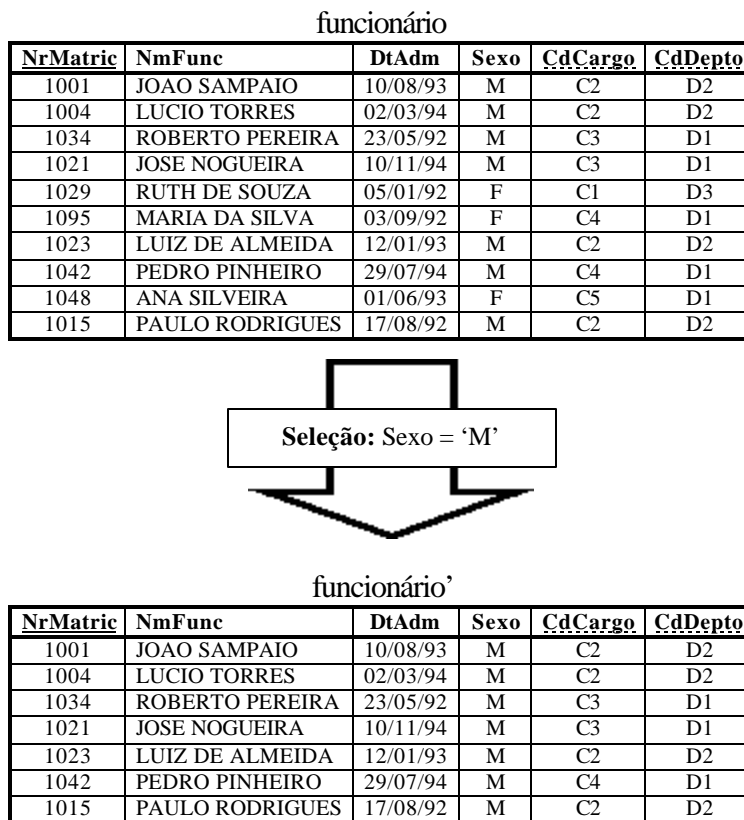 funcionário
NrMatric NmFunc DtAdm Sexo CdCargo CdDepto
1001 JOAO SAMPAIO 10/08/93 M C2 D2
1004 LUCIO TORRES 02/03/94 M C2 D2
1034 ROBERTO PEREIRA 23/05/92 M C3 D1
1021 JOSE NOGUEIRA 10/11/94 M C3 D1
1029 RUTH DE SOUZA 05/01/92 F C1 D3
1095 MARIA DA SILVA 03/09/92 F C4 D1
1023 LUIZ DE ALMEIDA 12/01/93 M C2 D2
1042 PEDRO PINHEIRO 29/07/94 M C4 D1
1048 ANA SILVEIRA 01/06/93 F C5 D1
1015 PAULO RODRIGUES 17/08/92 M C2 D2
Seleção: Sexo = ‘M’
funcionário’
NrMatric NmFunc DtAdm Sexo CdCargo CdDepto
1001 JOAO SAMPAIO 10/08/93 M C2 D2
1004 LUCIO TORRES 02/03/94 M C2 D2
1034 ROBERTO PEREIRA 23/05/92 M C3 D1
1021 JOSE NOGUEIRA 10/11/94 M C3 D1
1023 LUIZ DE ALMEIDA 12/01/93 M C2 D2
1042 PEDRO PINHEIRO 29/07/94 M C4 D1
1015 PAULO RODRIGUES 17/08/92 M C2 D2